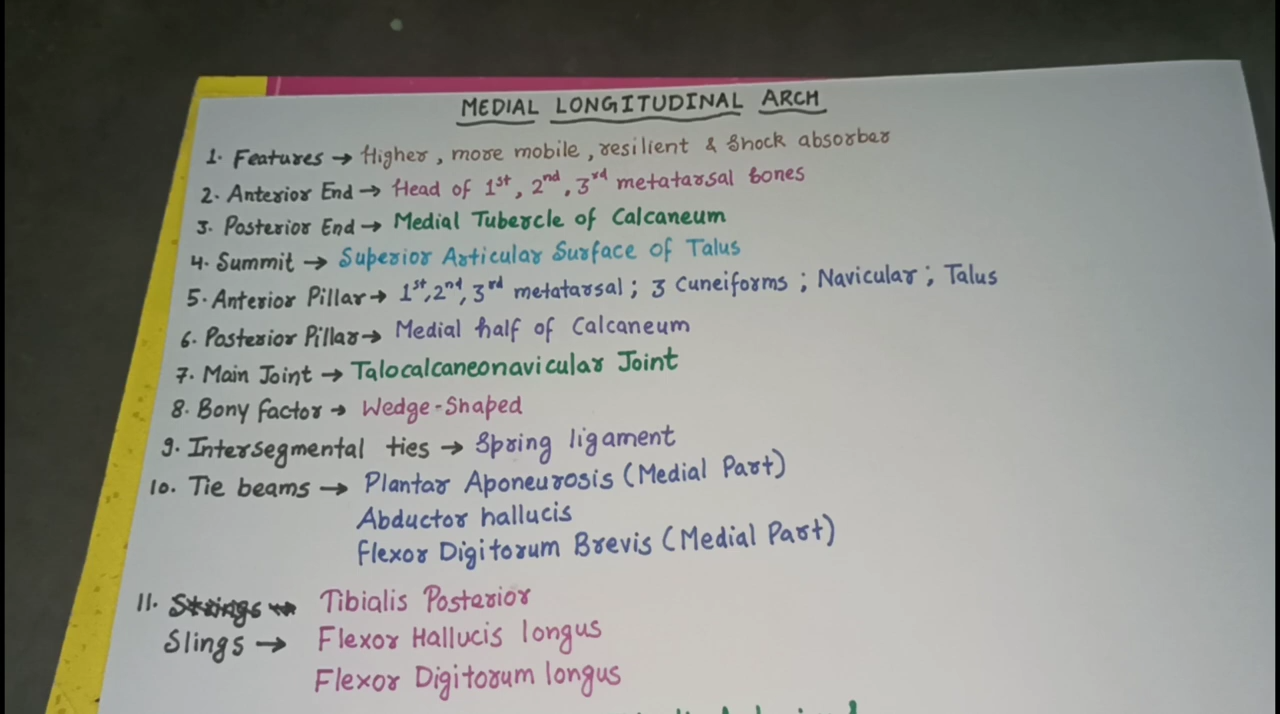 MEDIAL LONGITUDINAL ARCH
1. Features → Higher, more mobile, resilient & Shock absorber
2. Anterior End → Head of 1st, 2nd, 3rd metatarsal bones
3. Posterior End → Medial Tubercle of Calcaneum
4. Summit → Superior Articular Surface of Talus
5. Anterior Pillar → 1st, 2nd, 3rd metatarsal; 3 Cuneiforms; Navicular; Talus
6. Posterior Pillar → Medial half of Calcaneum
7. Main Joint → Talocalcaneonavicular Joint
8. Bony factor → Wedge-Shaped
9. Intersegmental ties → Spring ligament
10. Tie beams → Plantar Aponeurosis (Medial Part)
Abductor hallucis
Flexor Digitorum Brevis (Medial Part)
11. Strings → Tibialis Posterior
Slings → Flexor Hallucis longus
Flexor Digitorum longus